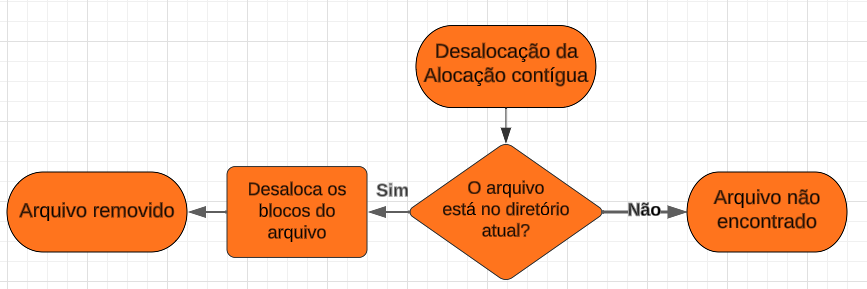 Desalocação da
Alocação contígua
Sim
O arquivo
está no diretório
atual?
Não
Desaloca os
blocos do
arquivo
Arquivo removido
Arquivo não
encontrado